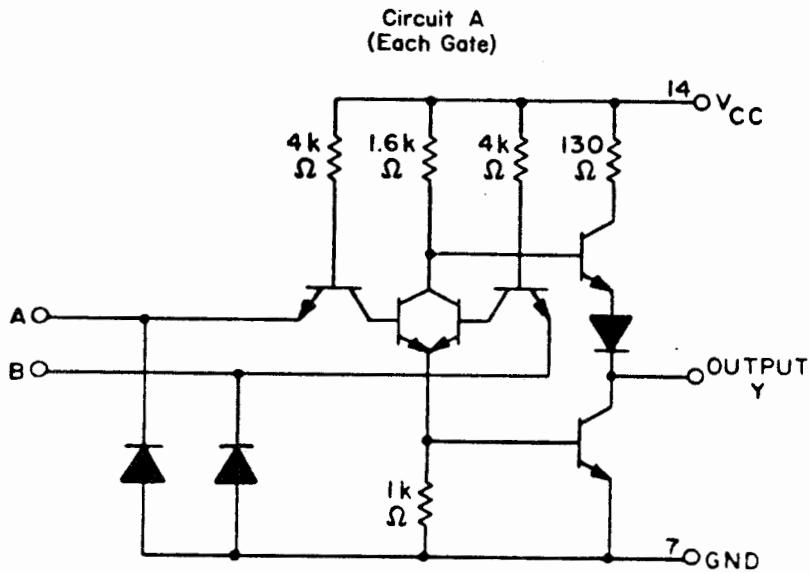 Circuit A
(Each Gate)
14
VCC
4k
Ω
1.6k
Ω
4k
Ω
130
Ω
A
B
OUTPUT
Y
1k
Ω
7
GND